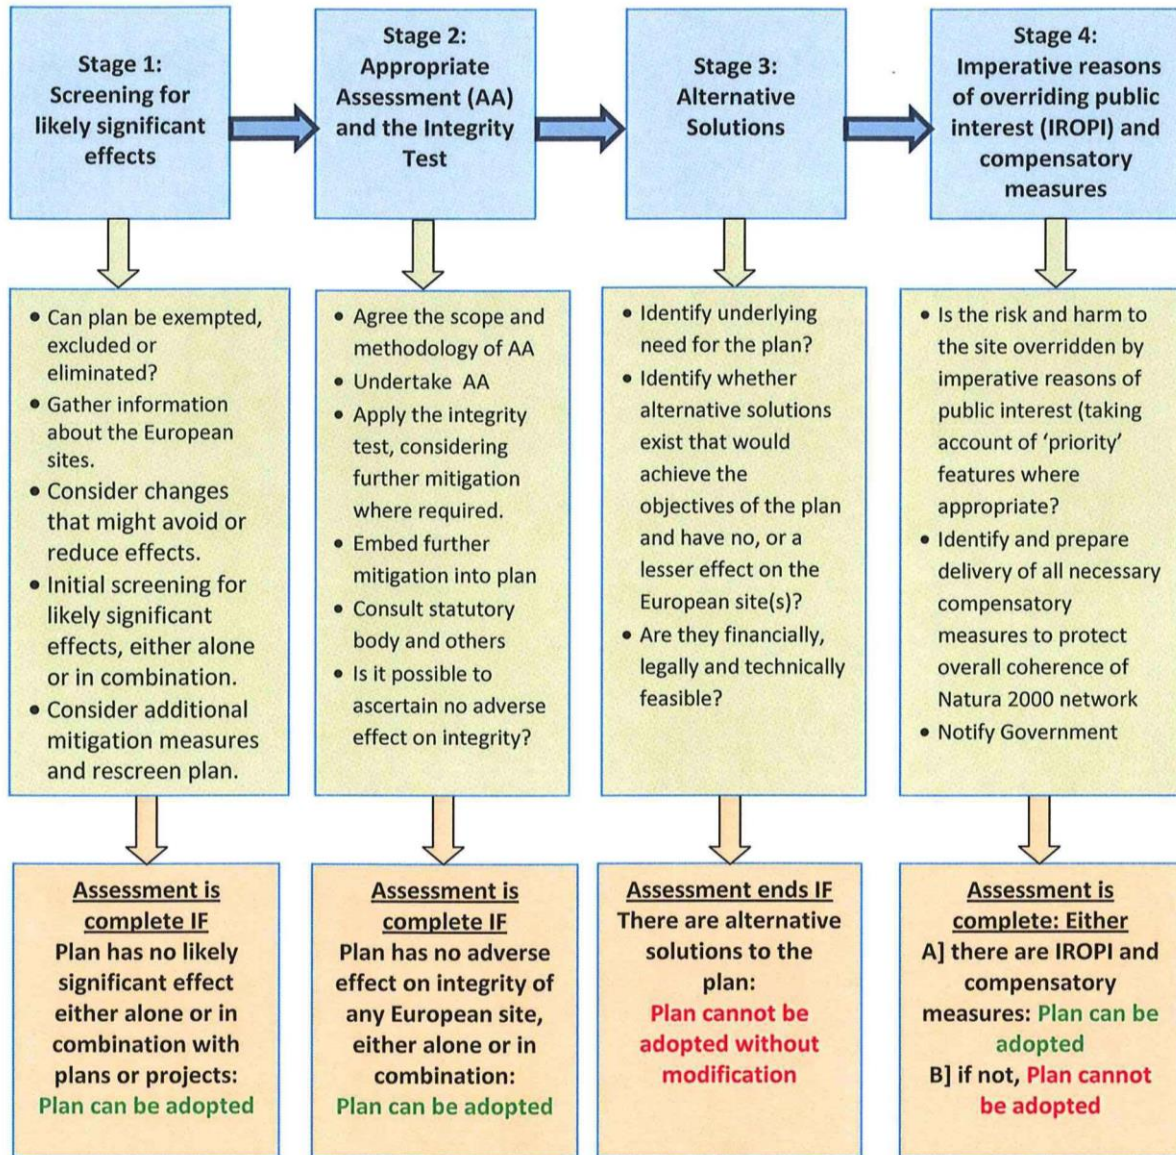 Stage 1:
Screening for
likely significant
effects
Stage 2:
Appropriate
Assessment (AA)
and the Integrity
Test
Stage 3:
Alternative
Solutions
Stage 4:
Imperative reasons
of overriding public
interest (IROPI) and
compensatory
measures
• Can plan be exempted,
excluded or
eliminated?
• Gather information
about the European
sites.
• Consider changes
that might avoid or
reduce effects.
• Initial screening for
likely significant
effects, either alone
or in combination.
• Consider additional
mitigation measures
and rescreen plan.
• Agree the scope and
methodology of AA
• Undertake AA
• Apply the integrity
test, considering
further mitigation
where required.
• Embed further
mitigation into plan
• Consult statutory
body and others
• Is it possible to
ascertain no adverse
effect on integrity?
• Identify underlying
need for the plan?
• Identify whether
alternative solutions
exist that would
achieve the
objectives of the plan
and have no, or a
lesser effect on the
European site(s)?
• Are they financially,
legally and technically
feasible?
• Is the risk and harm to
the site overridden by
imperative reasons of
public interest (taking
account of ‘priority’
features where
appropriate?
• Identify and prepare
delivery of all necessary
compensatory
measures to protect
overall coherence of
Natura 2000 network
• Notify Government
Assessment is
complete IF
Plan has no likely
significant effect
either alone or in
combination with
plans or projects:
Plan can be adopted
Assessment is
complete IF
Plan has no adverse
effect on integrity of
any European site,
either alone or in
combination:
Plan can be adopted
Assessment ends IF
There are alternative
solutions to the
plan:
Plan cannot be
adopted without
modification
Assessment is
complete: Either
A] there are IROPI and
compensatory
measures: Plan can be
adopted
B] if not, Plan cannot
be adopted